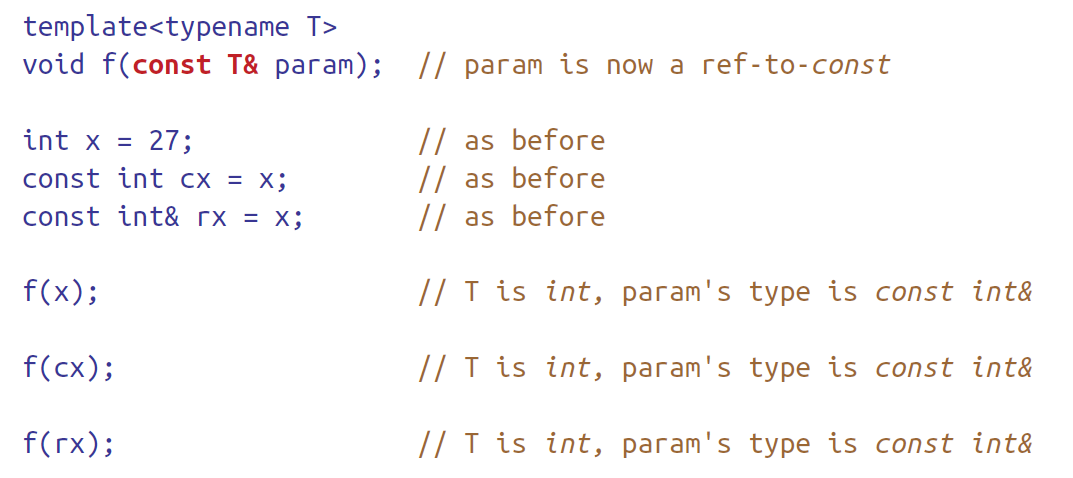 template<typename T>
void f(const T& param);  // param is now a ref-to-const
int x = 27;              // as before
const int cx = x;        // as before
const int& rx = x;       // as before
f(x);                    // T is int, param's type is const int&
f(cx);                   // T is int, param's type is const int&
f(rx);                   // T is int, param's type is const int&